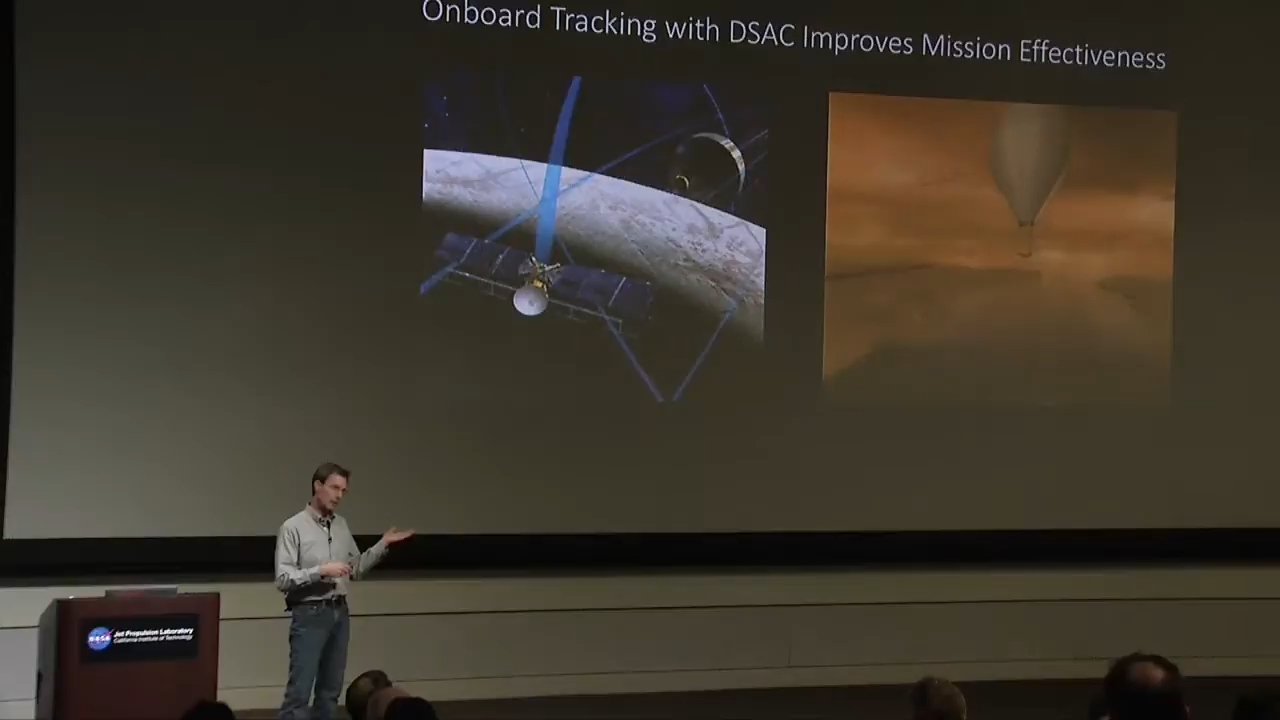 Onboard Tracking with DSAC Improves Mission Effectiveness
NASA
Jet Propulsion Laboratory
California Institute of Technology